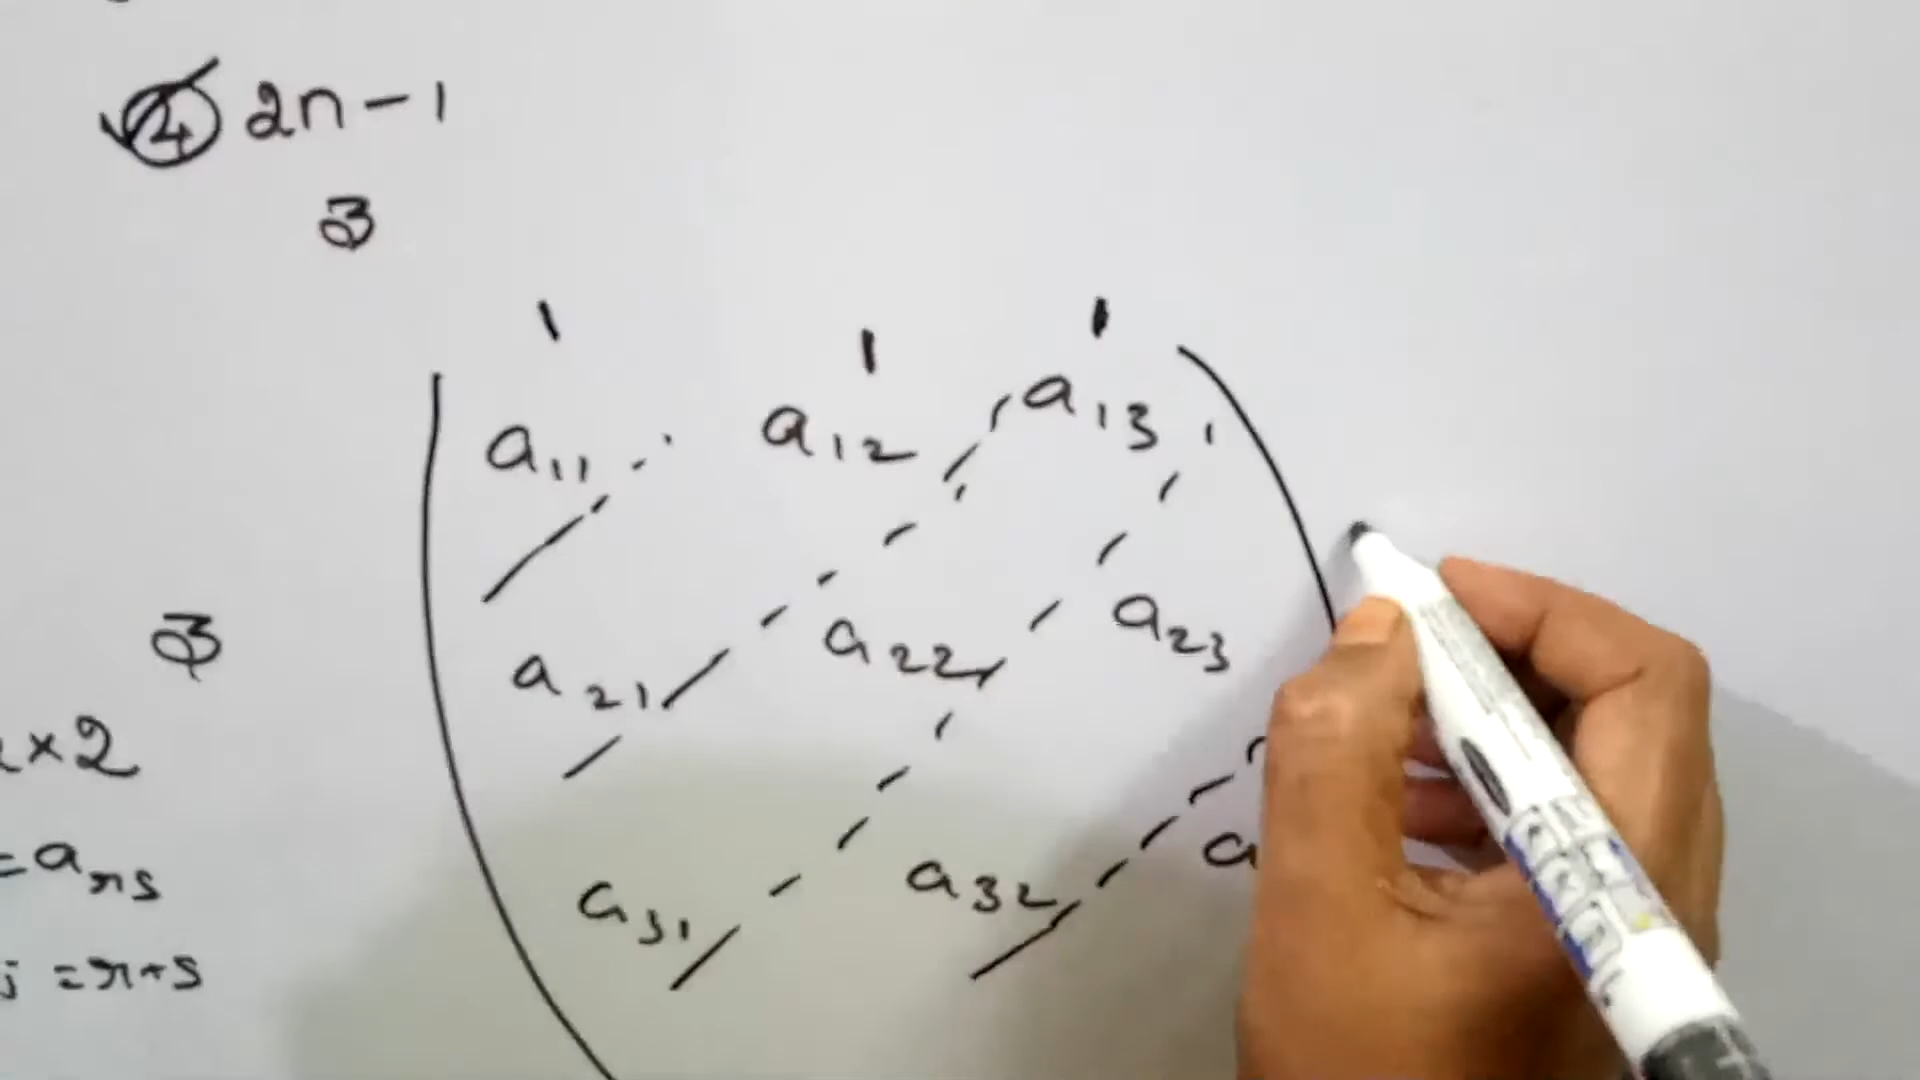 ④ 2n-1
3
1 1 1
a₁₁ a₁₂ a₁₃
a₂₁ a₂₂ a₂₃
a₃₁ a₃₂ a
3
×2
=aᵣₛ
j =r+s